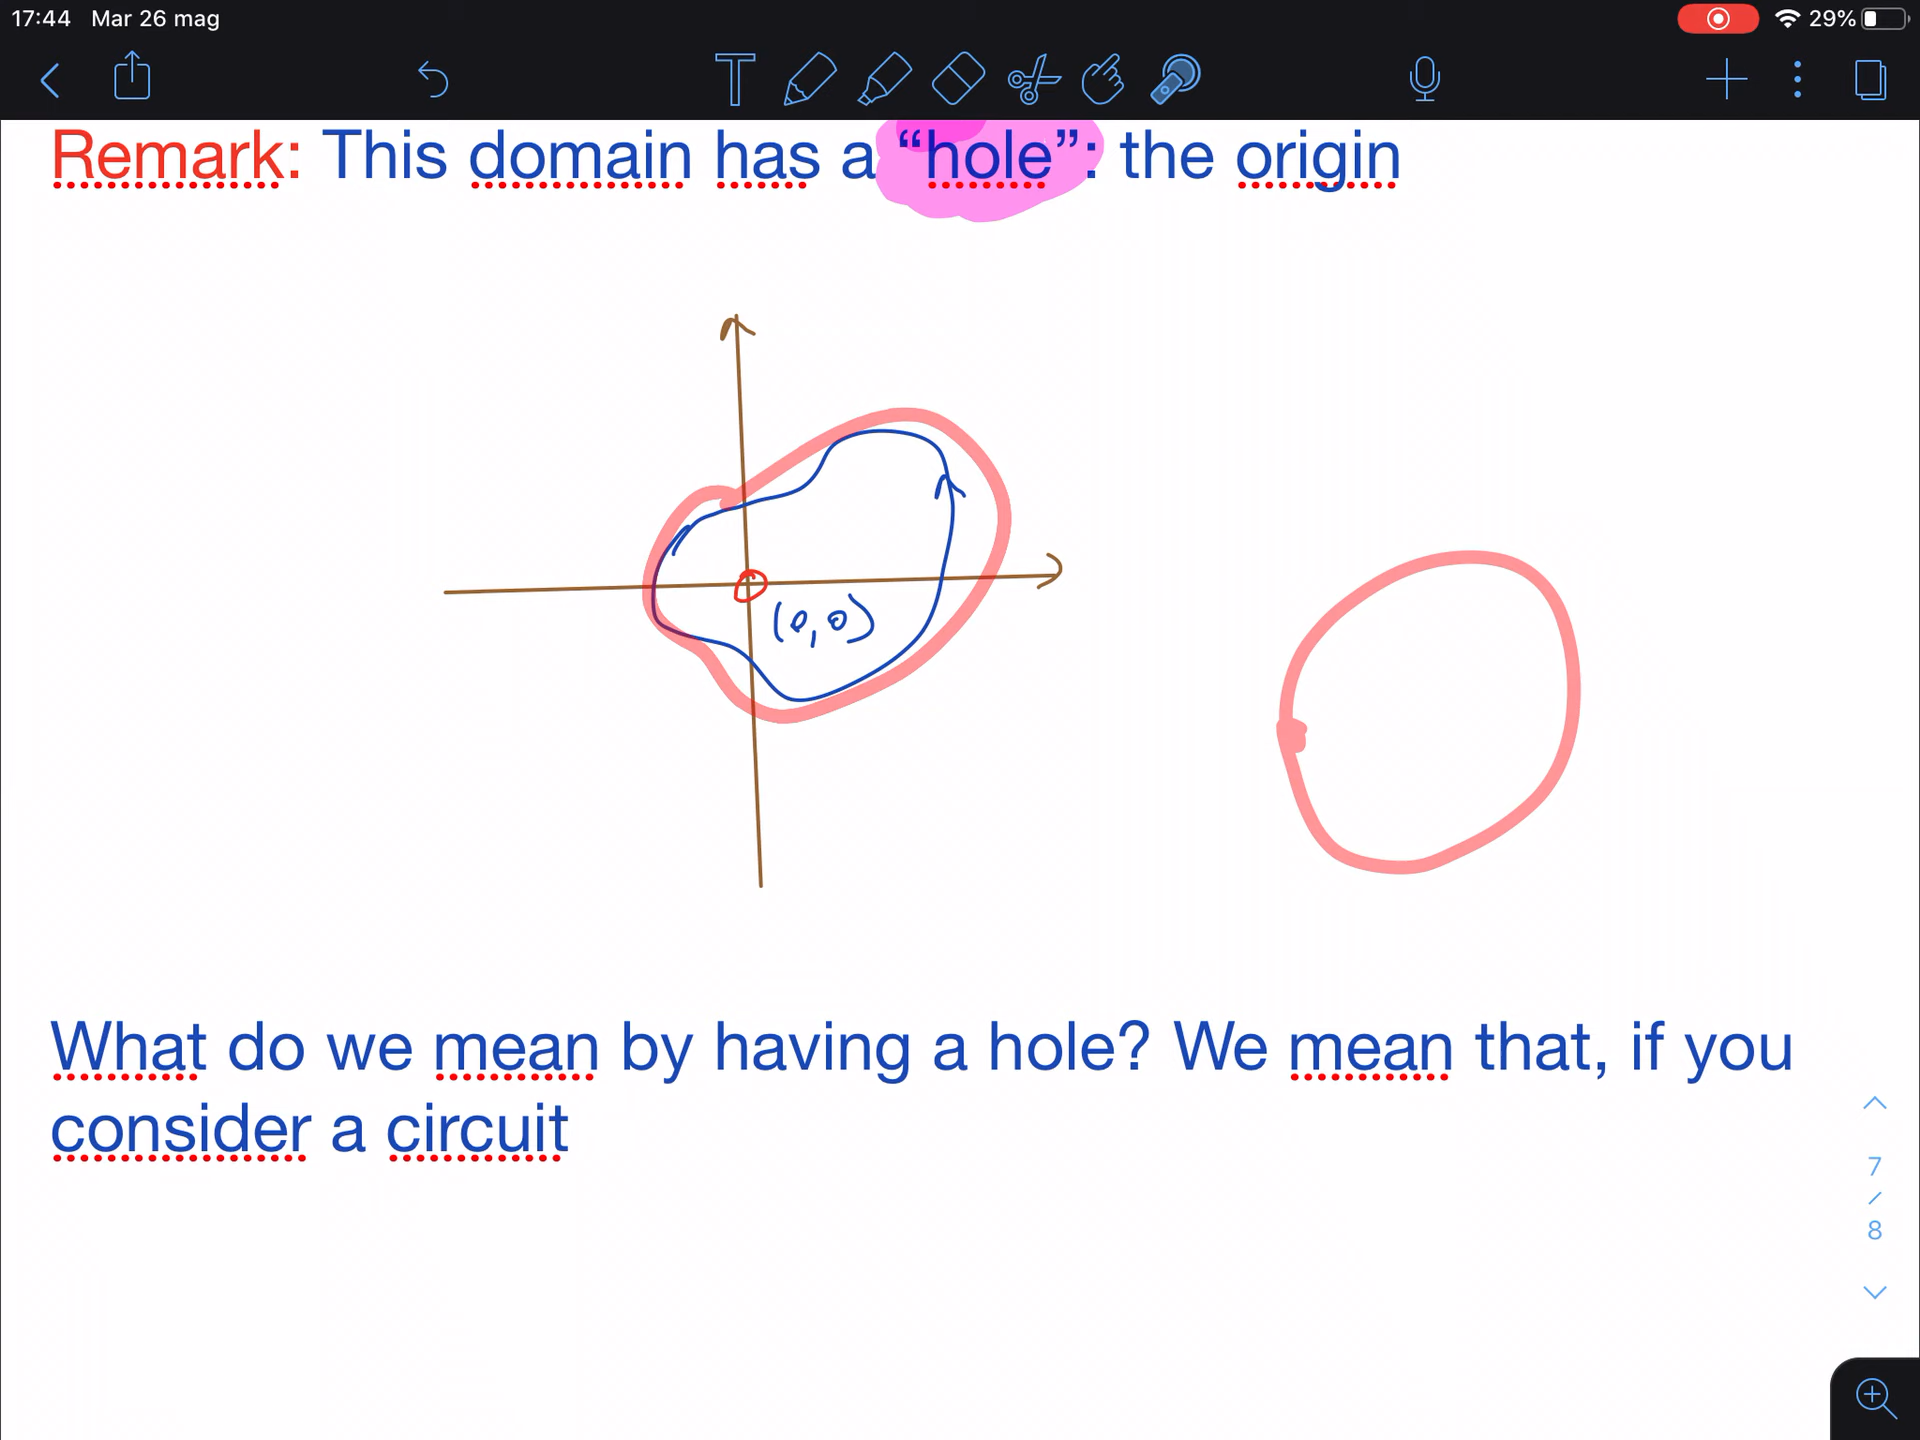 17:44 Mar 26 mag 29%
Remark: This domain has a “hole”: the origin
(0,0)
What do we mean by having a hole? We mean that, if you
consider a circuit
7
/
8